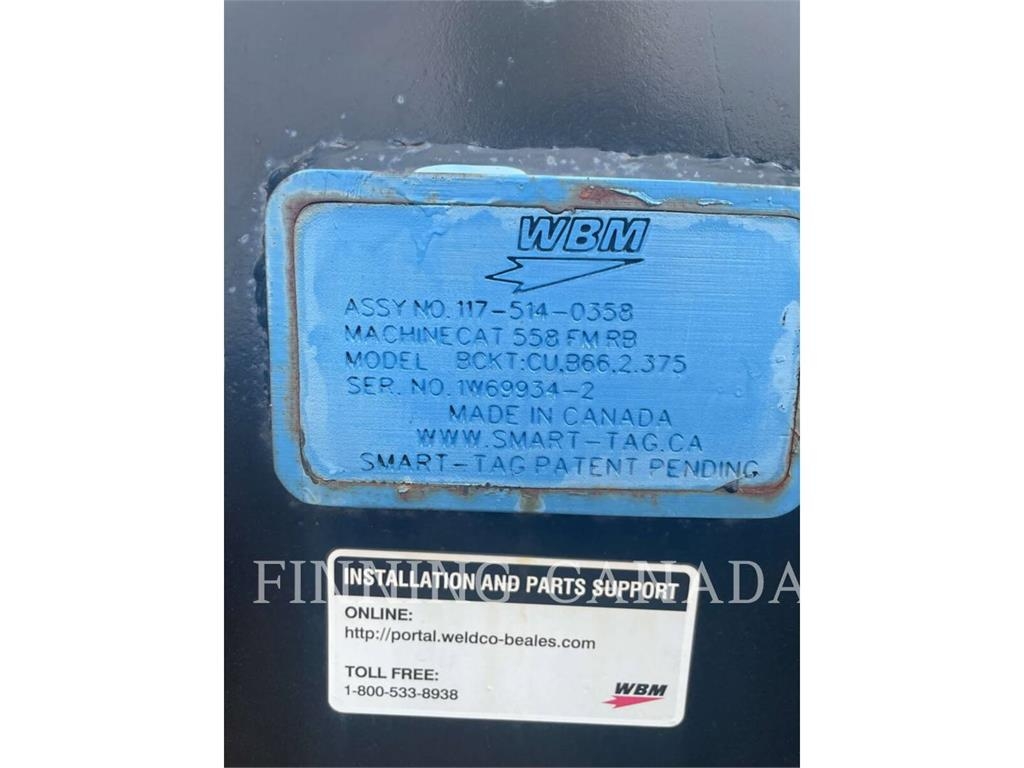 WBM
ASSY NO. 117-514-0358
MACHINE CAT 558 FM RB
MODEL BCKT:CU,B66,2.375
SER. NO. 1W69934-2
MADE IN CANADA
WWW.SMART-TAG.CA
SMART-TAG PATENT PENDING
FINNING CANADA
INSTALLATION AND PARTS SUPPORT
ONLINE:
http://portal.weldco-beales.com
TOLL FREE:
1-800-533-8938
WBM